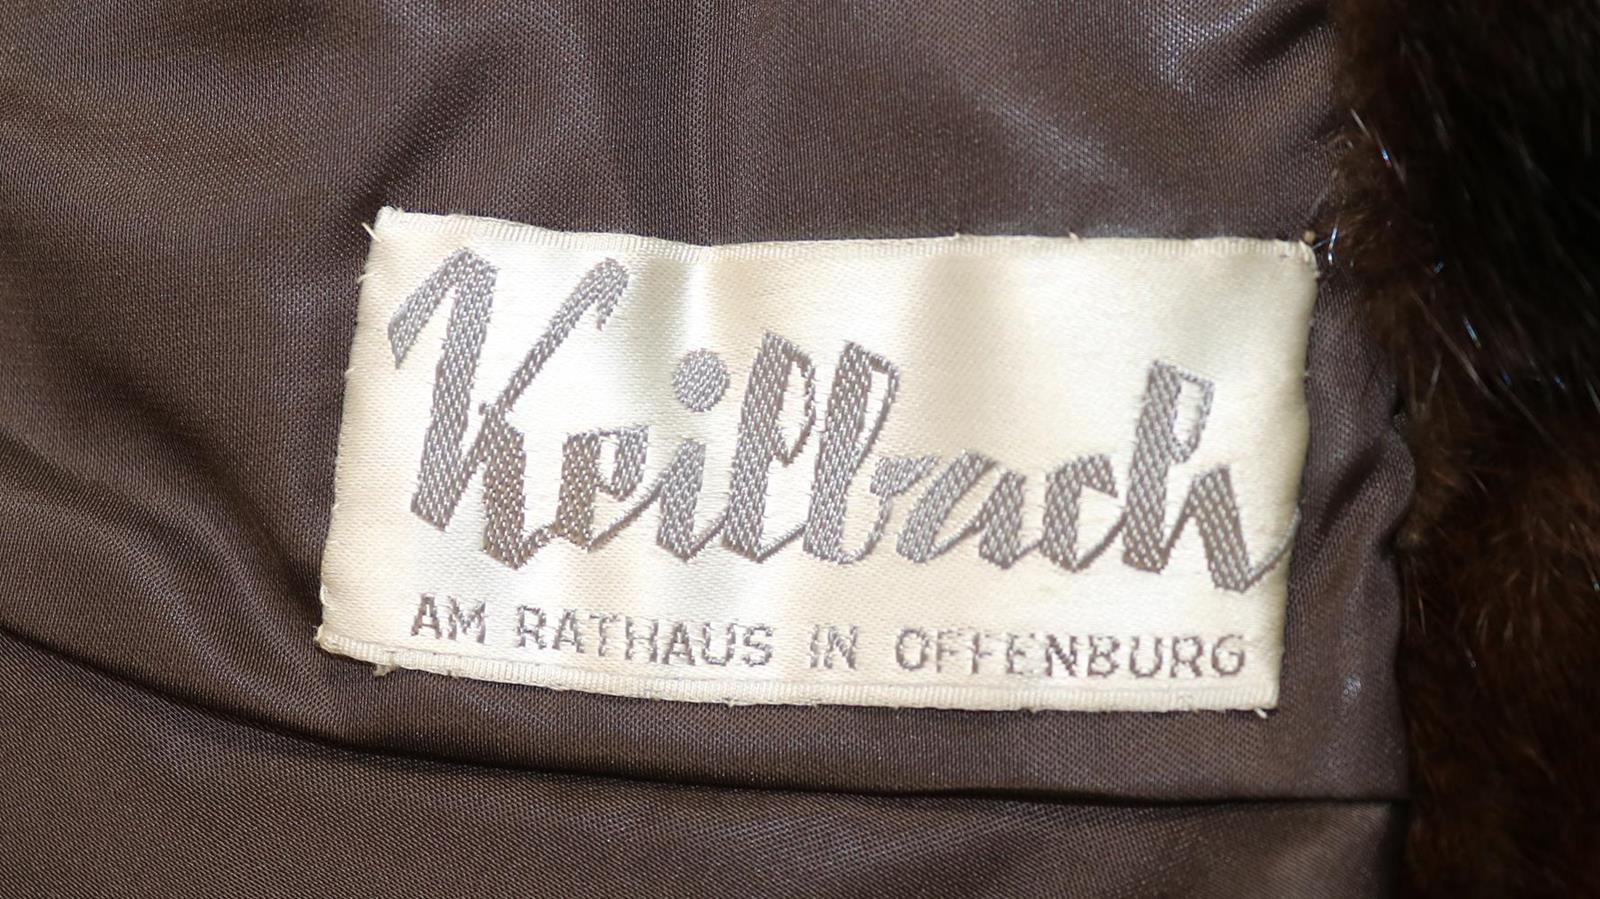 Keilbach
AM RATHAUS IN OFFENBURG